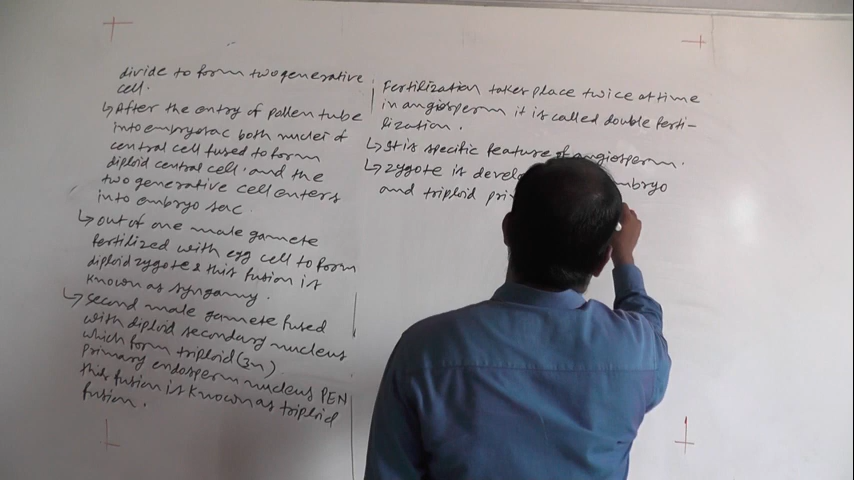 divide to form two generative
cell.
↳ After the entry of pollen tube
into embryosac both nuclei of
central cell fused to form
diploid central cell. and the
two generative cell enters
into embryo sac.
↳ out of one male gamete
fertilized with egg cell to form
diploid zygote & this fusion is
known as syngamy.
↳ second male gamete fused
with diploid secondary nucleus
which form triploid (3n)
primary endosperm nucleus PEN
this fusion is known as triploid
fusion.
Fertilization takes place twice at time
in angiosperm it is called double ferti-
lization.
↳ It is specific feature of angiosperm.
↳ zygote is
and triploid